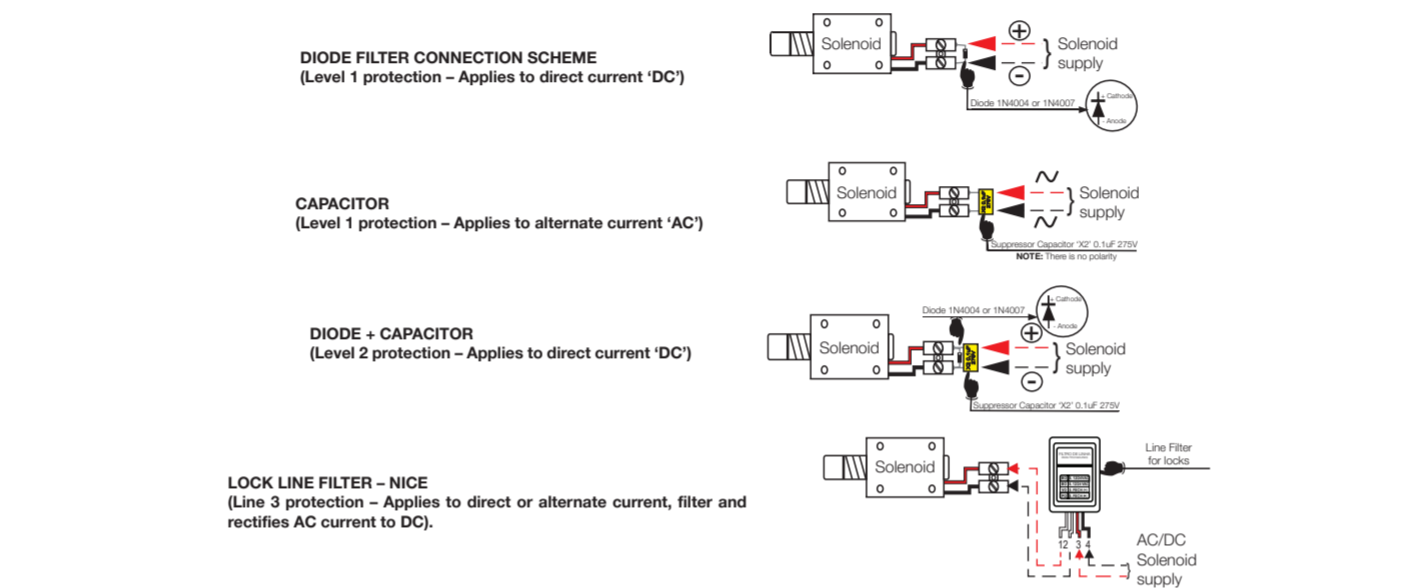 DIODE FILTER CONNECTION SCHEME
(Level 1 protection – Applies to direct current ‘DC’)
Solenoid
+
Solenoid
supply
-
Diode 1N4004 or 1N4007
+ Cathode
- Anode
CAPACITOR
(Level 1 protection – Applies to alternate current ‘AC’)
Solenoid
Solenoid
supply
Suppressor Capacitor ‘X2’ 0.1uF 275V
NOTE: There is no polarity
DIODE + CAPACITOR
(Level 2 protection – Applies to direct current ‘DC’)
Diode 1N4004 or 1N4007
+ Cathode
- Anode
Solenoid
+
Solenoid
supply
-
Suppressor Capacitor ‘X2’ 0.1uF 275V
LOCK LINE FILTER – NICE
(Line 3 protection – Applies to direct or alternate current, filter and
rectifies AC current to DC).
Solenoid
Line Filter
for locks
12 3 4
AC/DC
Solenoid
supply